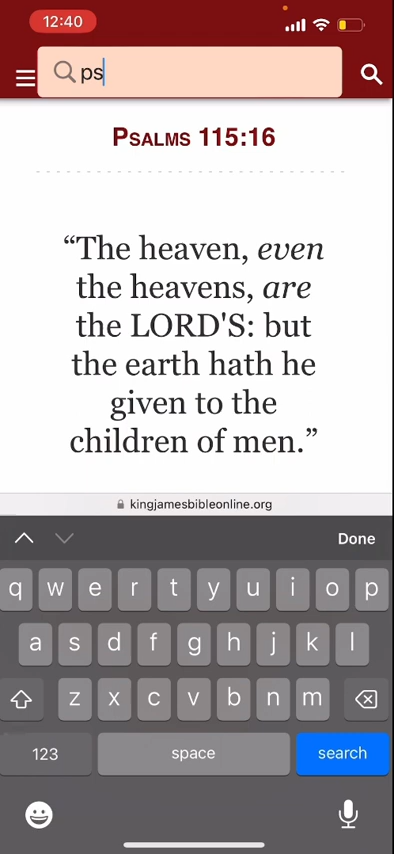 12:40
ps
PSALMS 115:16
“The heaven, even
the heavens, are
the LORD'S: but
the earth hath he
given to the
children of men.”
kingjamesbibleonline.org
Done
q w e r t y u i o p
a s d f g h j k l
z x c v b n m
123 space search